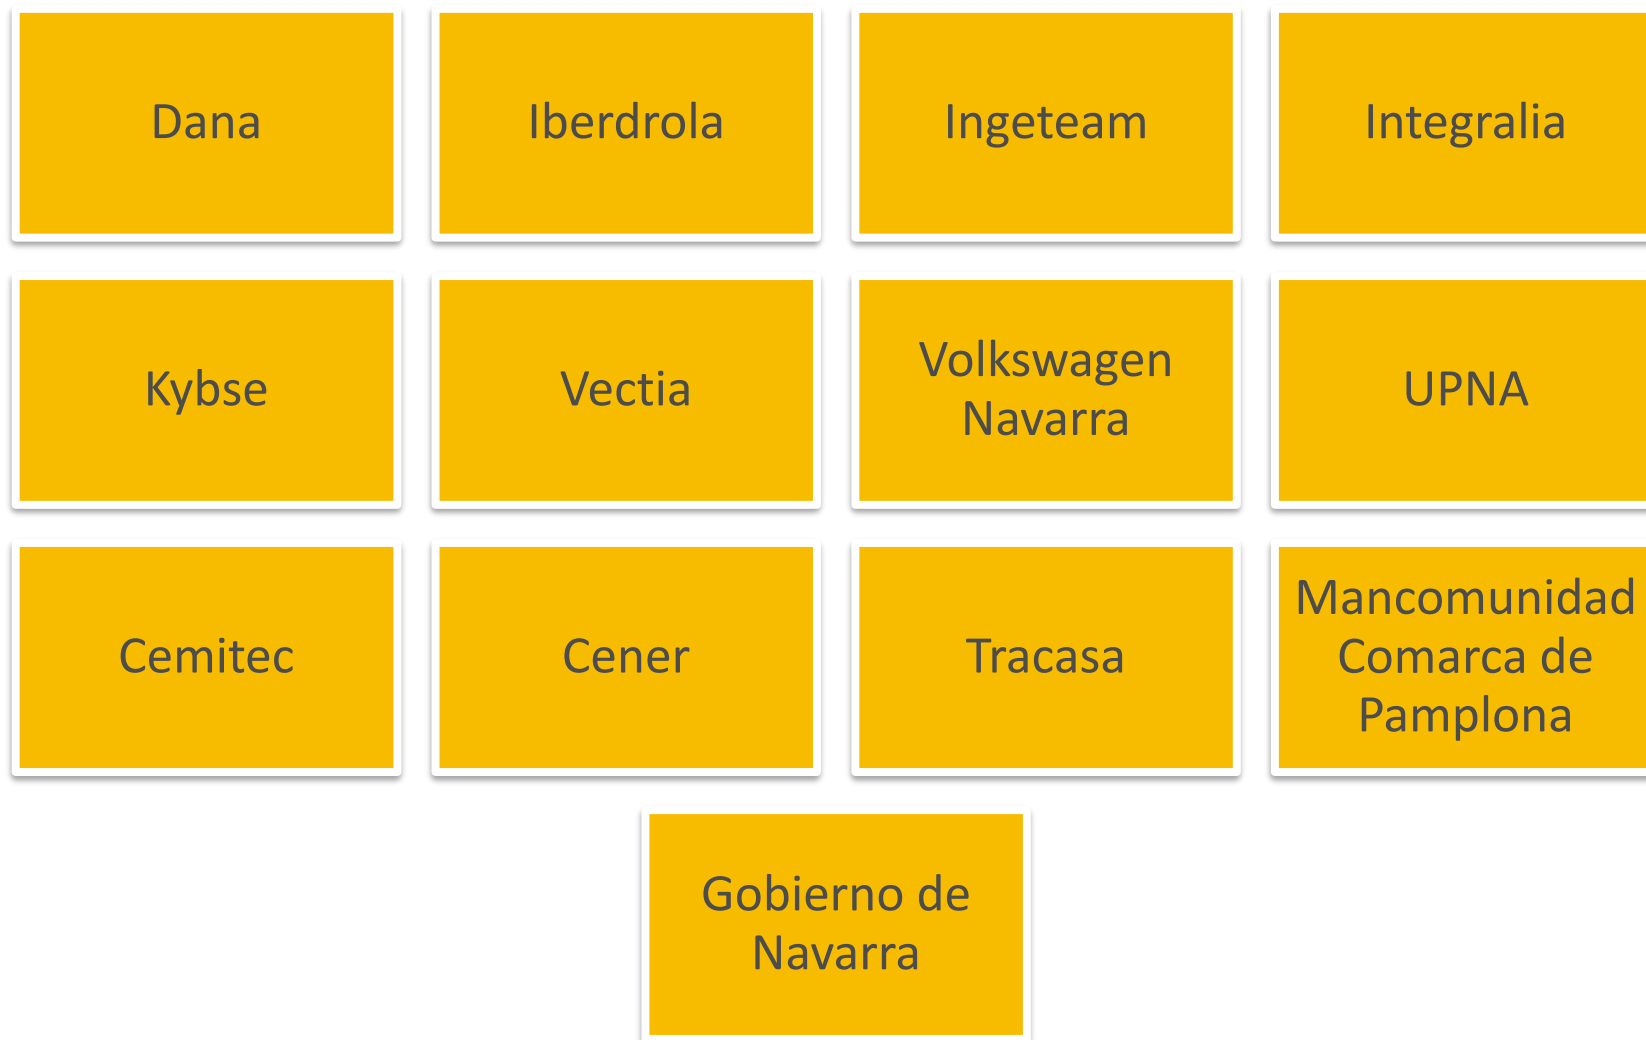 Dana
Iberdrola
Ingeteam
Integralia
Kybse
Vectia
Volkswagen
Navarra
UPNA
Cemitec
Cener
Tracasa
Mancomunidad
Comarca de
Pamplona
Gobierno de
Navarra